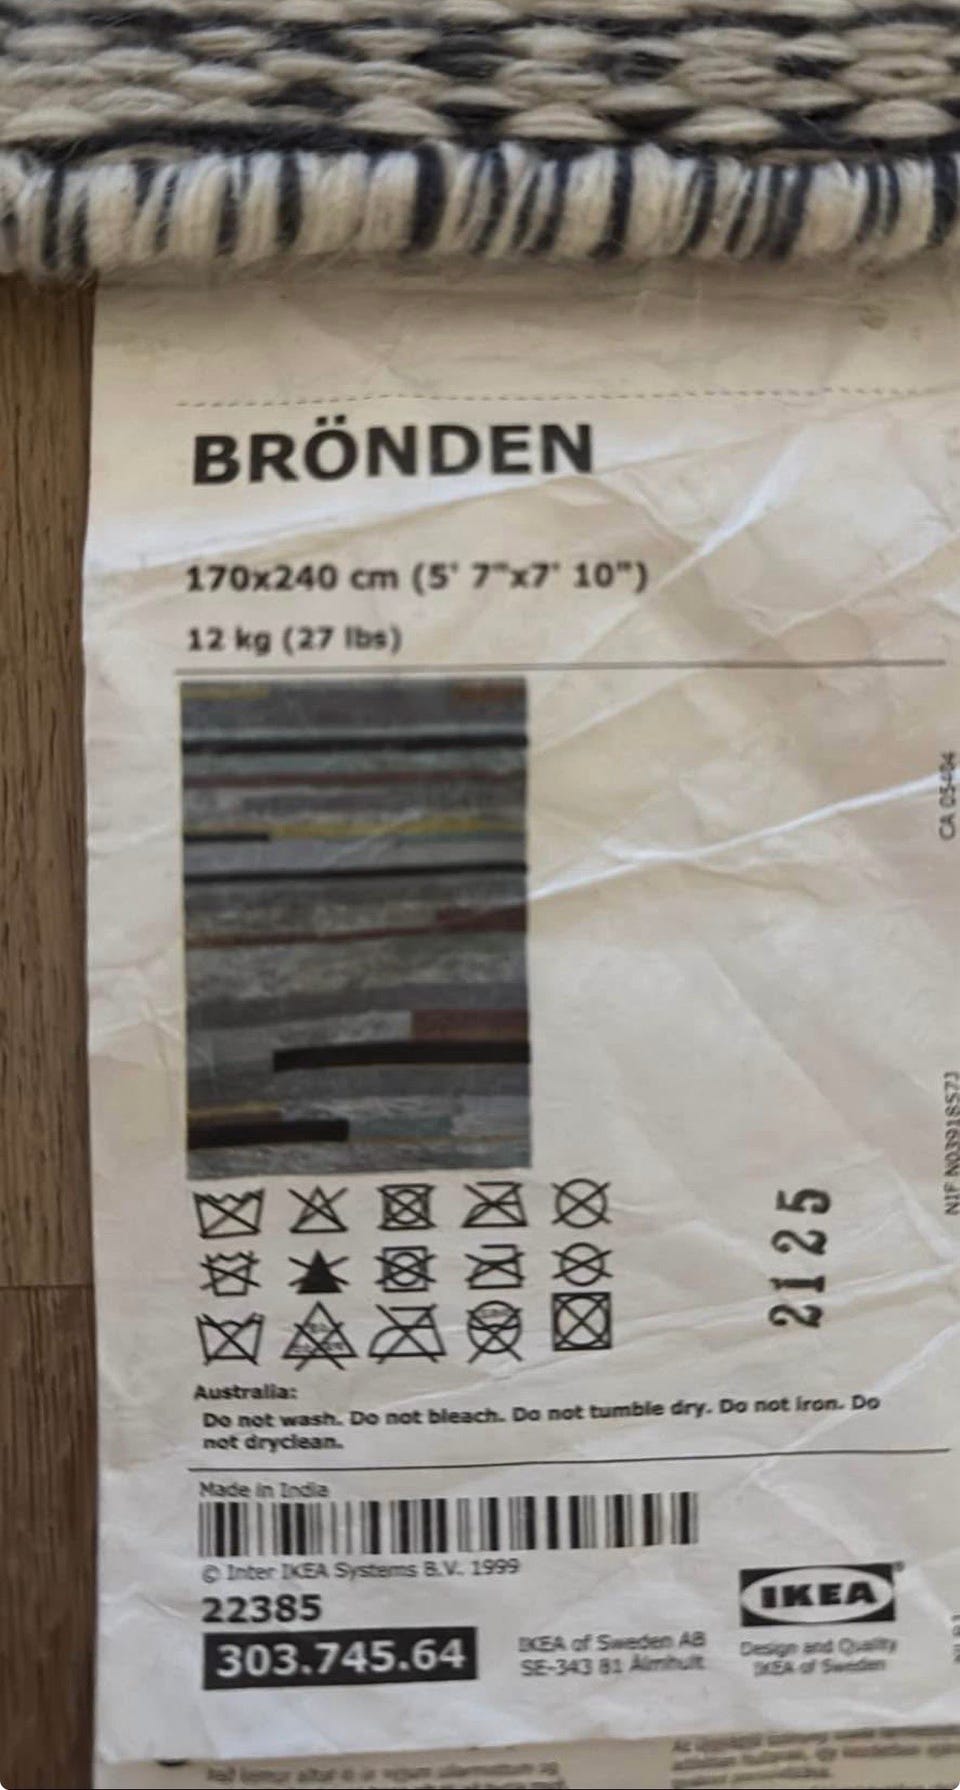 BRÖNDEN
170x240 cm (5' 7"x7' 10")
12 kg (27 lbs)
CA 05404
2125
Australia:
Do not wash. Do not bleach. Do not tumble dry. Do not iron. Do
not dryclean.
Made in India
© Inter IKEA Systems B.V. 1999
22385
303.745.64
IKEA of Sweden AB
SE-343 81 Älmhult
IKEA
®
Design and Quality
IKEA of Sweden